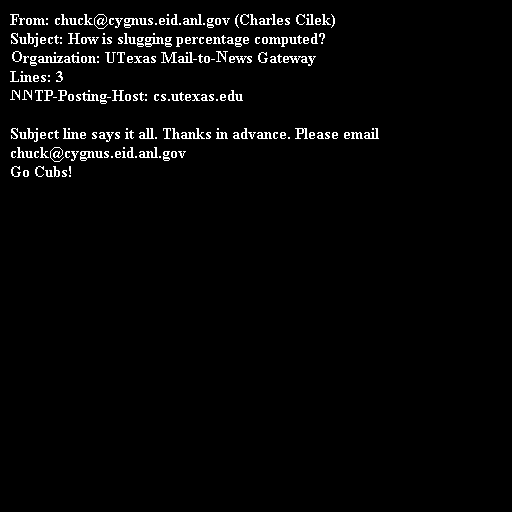 From: chuck@cygnus.eid.anl.gov (Charles Cilek)
Subject: How is slugging percentage computed?
Organization: UTexas Mail-to-News Gateway
Lines: 3
NNTP-Posting-Host: cs.utexas.edu

Subject line says it all. Thanks in advance. Please email
chuck@cygnus.eid.anl.gov
Go Cubs!